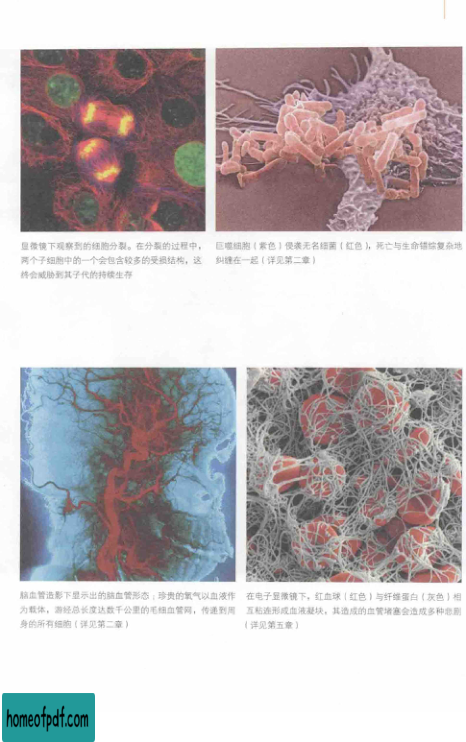 显微镜下观察到的细胞分裂。在分裂的过程中，
两个子细胞中的一个会包含较多的受损结构，这
终会威胁到其子代的持续生存
巨噬细胞（紫色）侵袭无名细菌（红色），死亡与生命错综复杂地
纠缠在一起（详见第二章）
脑血管造影下显示出的脑血管形态；珍贵的氧气以血液作
为载体，游经总长度达数千公里的毛细血管网，传递到周
身的所有细胞（详见第二章）
在电子显微镜下，红血球（红色）与纤维蛋白（灰色）相
互粘连形成血液凝块，其造成的血管堵塞会造成多种悲剧
（详见第五章）
homeofpdf.com